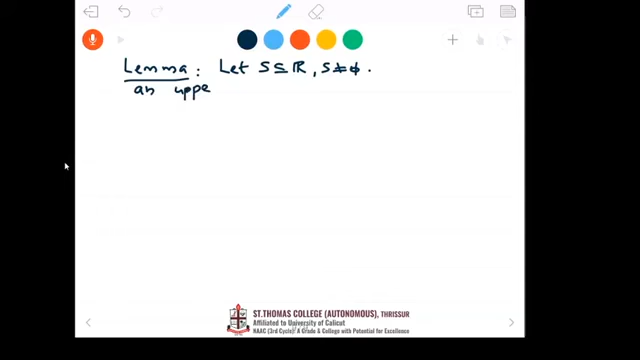 Lemma : Let S ⊆ ℝ, S ≠ ϕ.
an uppe
ST.THOMAS COLLEGE (AUTONOMOUS), THRISSUR
Affiliated to University of Calicut
NAAC (3rd Cycle) A Grade & College with Potential for Excellence